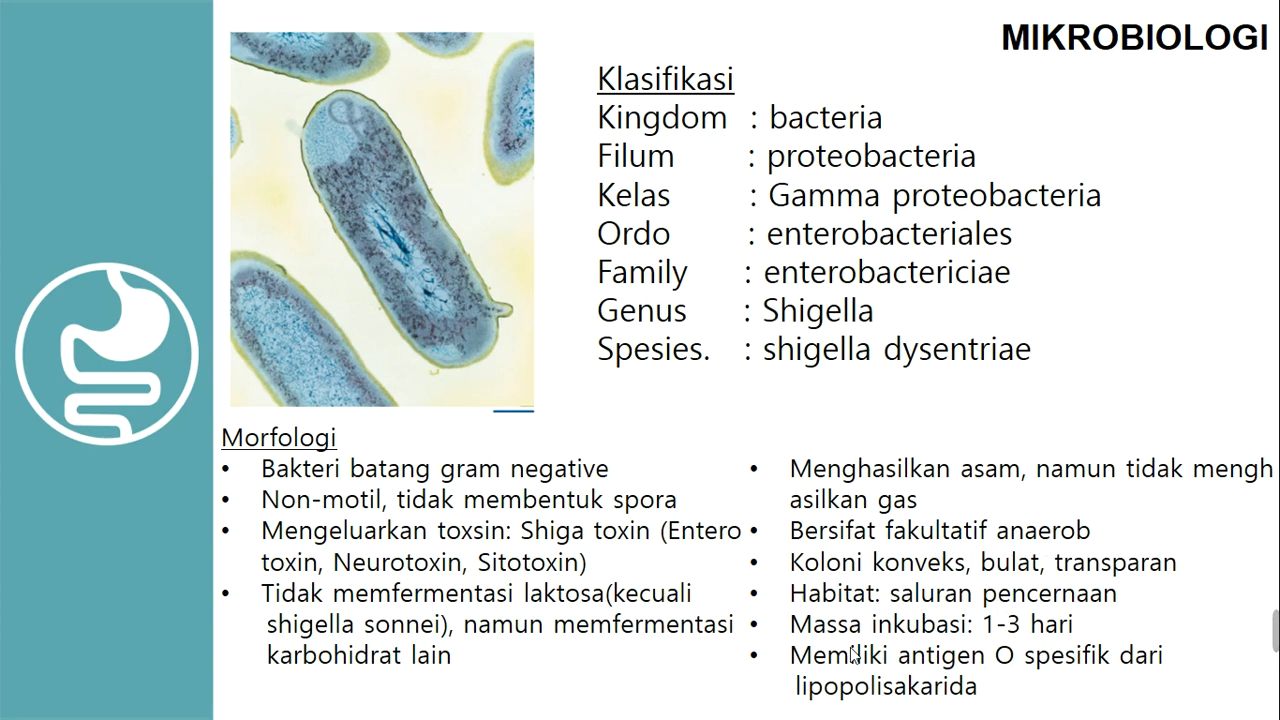 MIKROBIOLOGI
Klasifikasi
Kingdom : bacteria
Filum : proteobacteria
Kelas : Gamma proteobacteria
Ordo : enterobacteriales
Family : enterobactericiae
Genus : Shigella
Spesies. : shigella dysentriae
Morfologi
• Bakteri batang gram negative
• Non-motil, tidak membentuk spora
• Mengeluarkan toxsin: Shiga toxin (Entero
toxin, Neurotoxin, Sitotoxin)
• Tidak memfermentasi laktosa(kecuali
shigella sonnei), namun memfermentasi
karbohidrat lain
• Menghasilkan asam, namun tidak mengh
asilkan gas
• Bersifat fakultatif anaerob
• Koloni konveks, bulat, transparan
• Habitat: saluran pencernaan
• Massa inkubasi: 1-3 hari
• Memiliki antigen O spesifik dari
lipopolisakarida